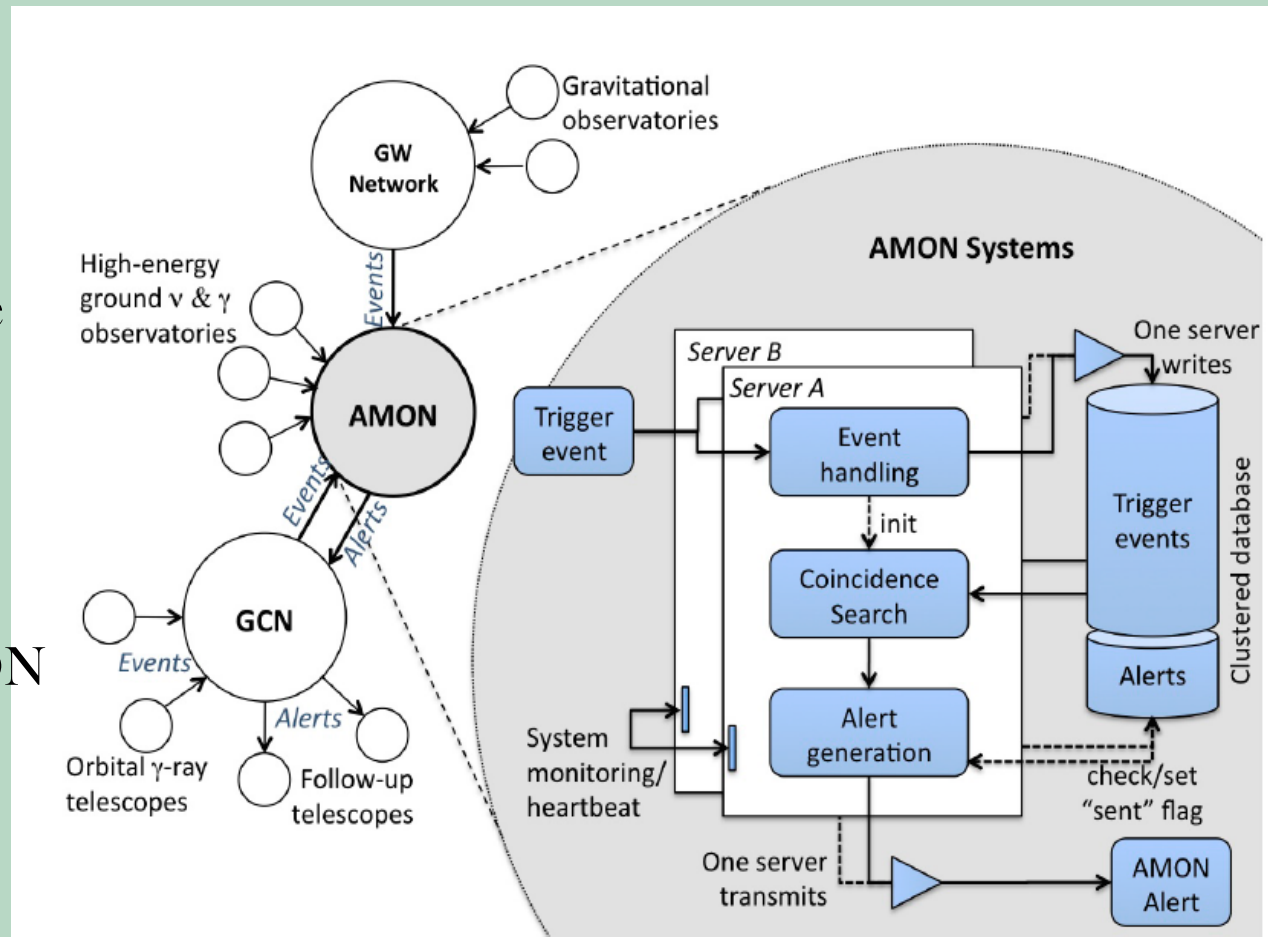 Gravitational
observatories
GW
Network
Events
High-energy
ground ν & γ
observatories
AMON
Events
Alerts
GCN
Events
Alerts
Orbital γ-ray
telescopes
Follow-up
telescopes
AMON Systems
Server B
Server A
One server
writes
Trigger
event
Event
handling
init
Coincidence
Search
Alert
generation
Trigger
events
Alerts
Clustered database
System
monitoring/
heartbeat
check/set
“sent” flag
One server
transmits
AMON
Alert